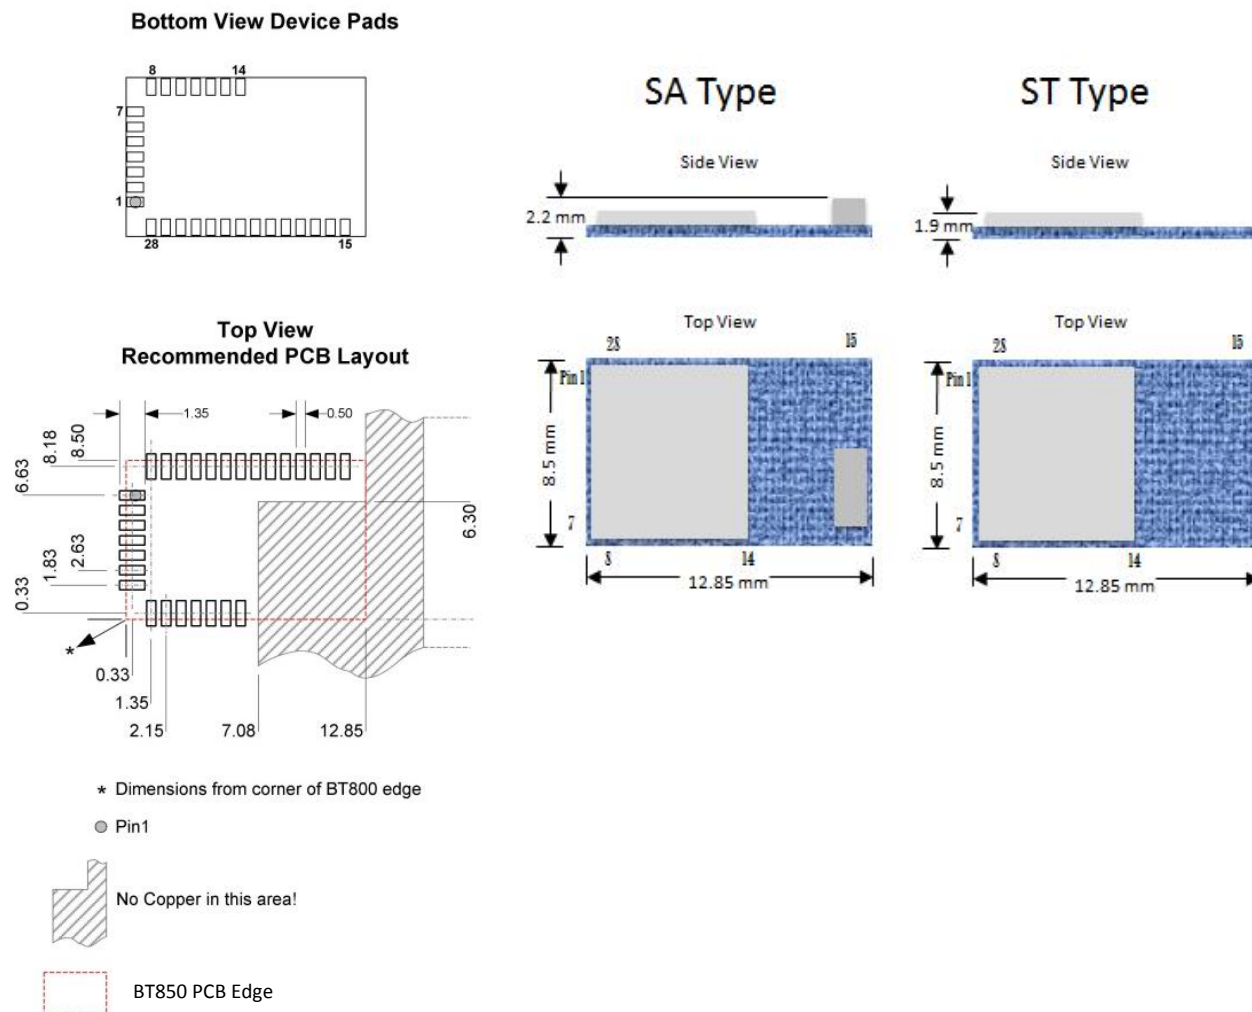 Bottom View Device Pads
8
14
7
1
28
15
Top View
Recommended PCB Layout
1.35
0.50
8.50
8.18
6.63
6.30
2.63
1.83
0.33
*
0.33
1.35
2.15
7.08
12.85
* Dimensions from corner of BT800 edge
Pin1
No Copper in this area!
BT850 PCB Edge
SA Type
Side View
2.2 mm
Top View
28
15
Pin 1
8.5 mm
7
8
14
12.85 mm
ST Type
Side View
1.9 mm
Top View
28
15
Pin 1
8.5 mm
7
8
14
12.85 mm